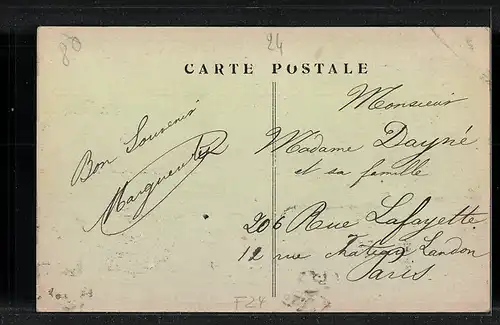 80
24
CARTE POSTALE
Bon Souvenir
Marguerite
Monsieur
Madame Dayné
et sa famille
206 Rue Lafayette
12 rue Château Landon
Paris.
F24